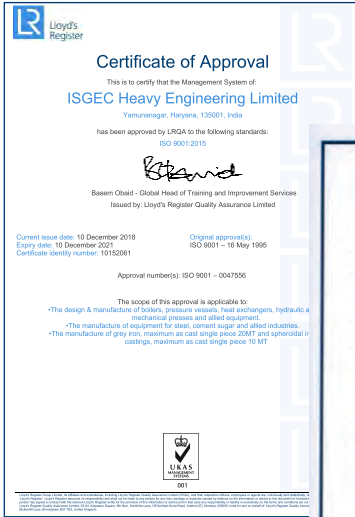 Lloyd's
Register
Certificate of Approval
This is to certify that the Management System of:
ISGEC Heavy Engineering Limited
Yamunanagar, Haryana, 135001, India
has been approved by LRQA to the following standards:
ISO 9001:2015
Basem Obaid - Global Head of Training and Improvement Services
Issued by: Lloyd's Register Quality Assurance Limited
Current issue date: 10 December 2018
Expiry date: 10 December 2021
Certificate identity number: 10152061
Original approval(s):
ISO 9001 – 16 May 1995
Approval number(s): ISO 9001 – 0047556
The scope of this approval is applicable to:
•The design & manufacture of boilers, pressure vessels, heat exchangers, hydraulic a
mechanical presses and allied equipment.
•The manufacture of equipment for steel, cement sugar and allied industries.
•The manufacture of grey iron, maximum as cast single piece 20MT and spheroidal ir
castings, maximum as cast single piece 10 MT
UKAS
MANAGEMENT
SYSTEMS
001